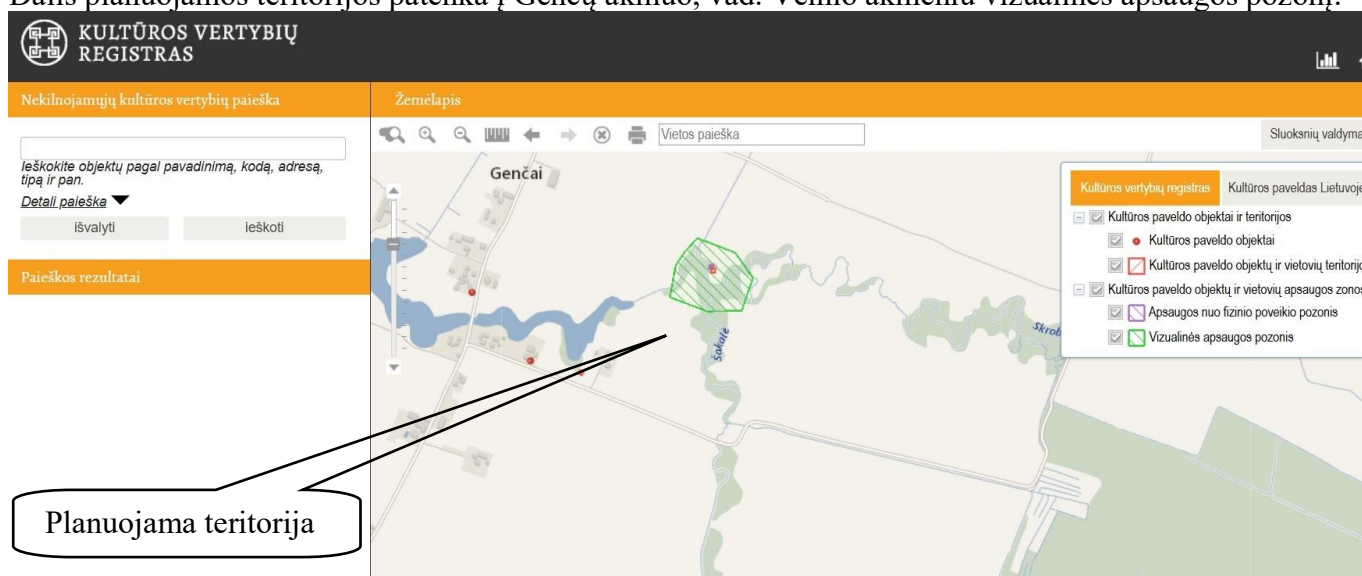 Dalis planuojamos teritorijos patenka į Genčų akmuo, vad. Velnio akmeniu vizualinės apsaugos pozonį.
KULTŪROS VERTYBIŲ
REGISTRAS
Nekilnojamųjų kultūros vertybių paieška
Žemėlapis
Vietos paieška
Sluoksnių valdyma
Ieškokite objektų pagal pavadinimą, kodą, adresą,
tipą ir pan.
Detali paieška
išvalyti
ieškoti
Paieškos rezultatai
Genčai
Šakalė
Skrob
Kultūros vertybių registras
Kultūros paveldas Lietuvoje
Kultūros paveldo objektai ir teritorijos
Kultūros paveldo objektai
Kultūros paveldo objektų ir vietovių teritorijo
Kultūros paveldo objektų ir vietovių apsaugos zonos
Apsaugos nuo fizinio poveikio pozonis
Vizualinės apsaugos pozonis
Planuojama teritorija